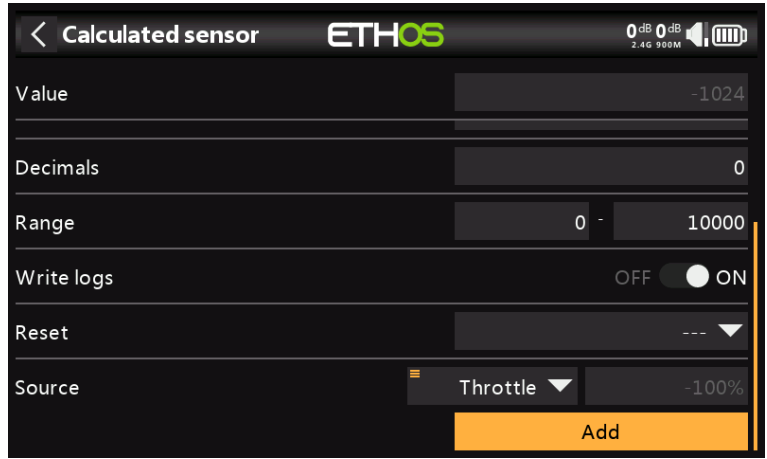 Calculated sensor ETHOS 0dB 0dB
2.4G 900M
Value -1024
Decimals 0
Range 0 - 10000
Write logs OFF ON
Reset ---
Source Throttle -100%
Add